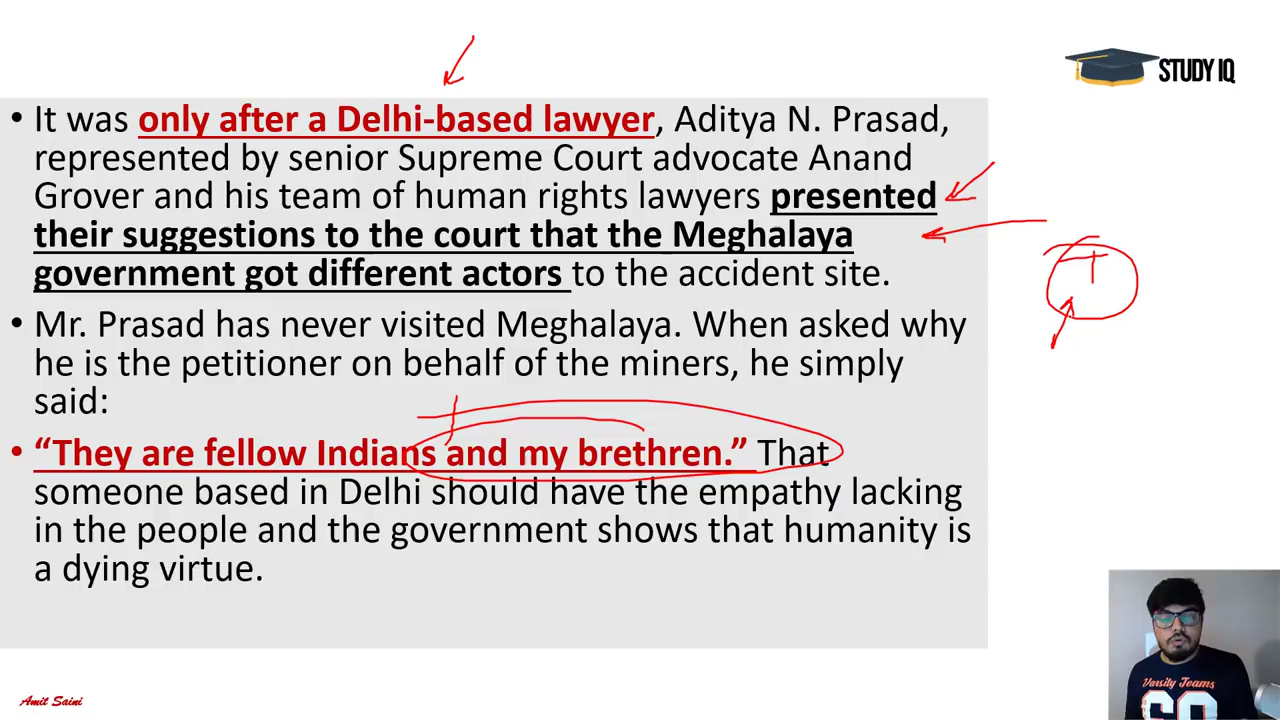 STUDY IQ
• It was only after a Delhi-based lawyer, Aditya N. Prasad,
represented by senior Supreme Court advocate Anand
Grover and his team of human rights lawyers presented
their suggestions to the court that the Meghalaya
government got different actors to the accident site.
• Mr. Prasad has never visited Meghalaya. When asked why
he is the petitioner on behalf of the miners, he simply
said:
• “They are fellow Indians and my brethren.” That
someone based in Delhi should have the empathy lacking
in the people and the government shows that humanity is
a dying virtue.
Varsity Teams
Amit Saini